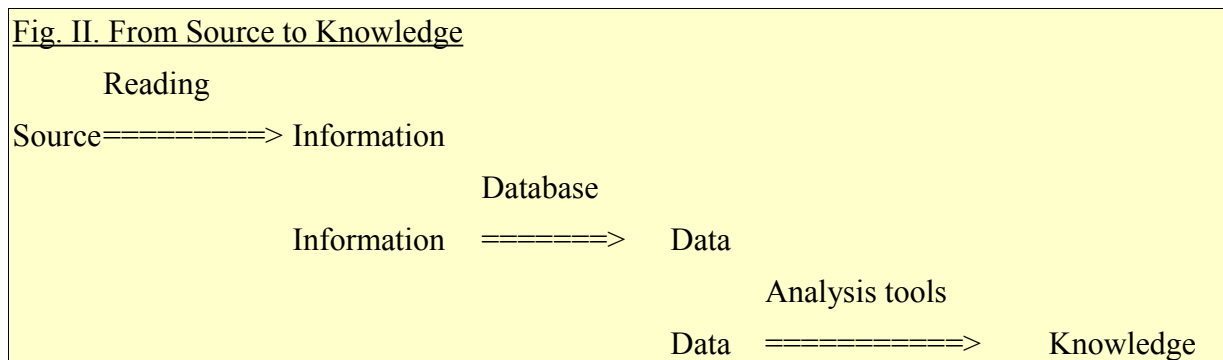 Fig. II. From Source to Knowledge
Reading
Source=========> Information
Database
Information =======> Data
Analysis tools
Data ===========> Knowledge